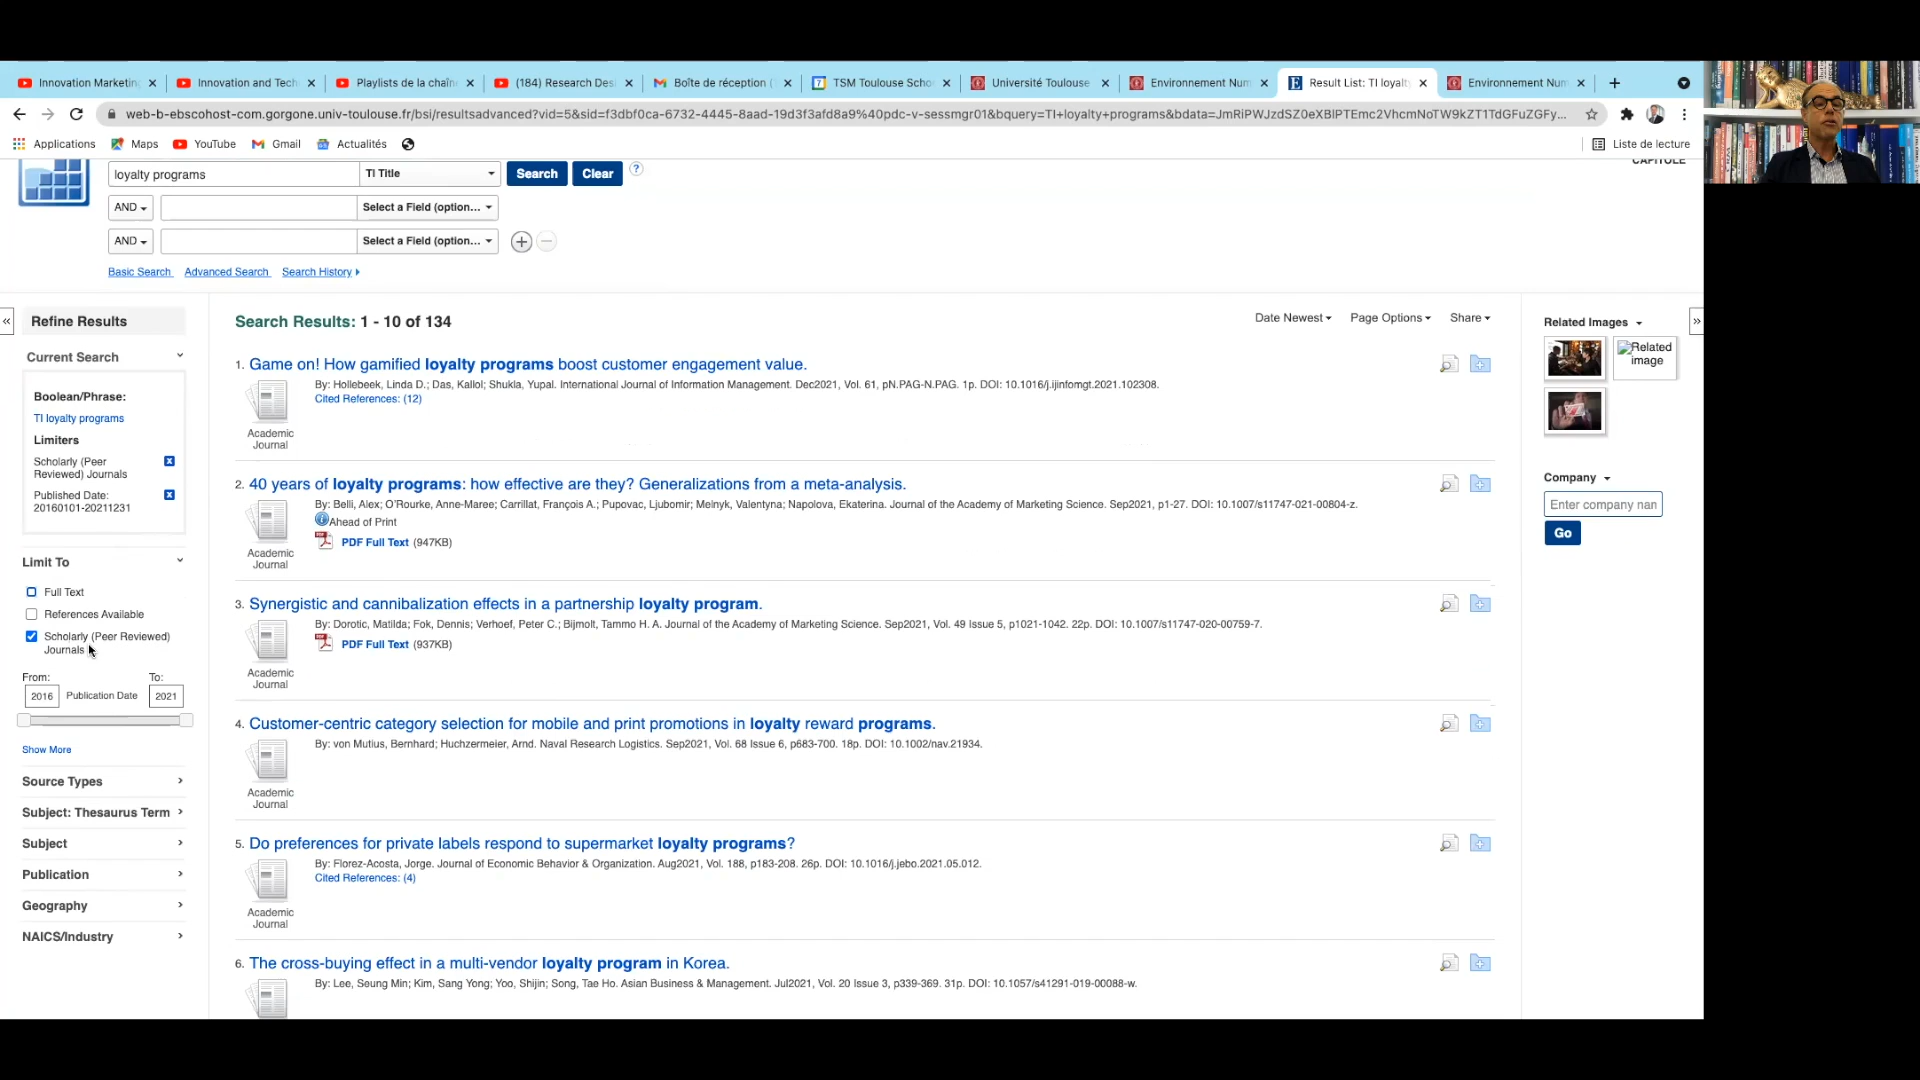 Innovation Marketin
Innovation and Tech
Playlists de la chaîn
(184) Research Des
Boîte de réception (
TSM Toulouse Scho
Université Toulouse
Environnement Num
Result List: TI loyalt
Environnement Num
web-b-ebscohost-com.gorgone.univ-toulouse.fr/bsi/resultsadvanced?vid=5&sid=f3dbf0ca-6732-4445-8aad-19d3f3afd8a9%40pdc-v-sessmgr01&bquery=TI+loyalty+programs&bdata=JmRiPWJzdSZ0eXBlPTEmc2VhcmNoTW9kZT1TdGFuZGFy...
Applications Maps YouTube Gmail Actualités Liste de lecture
CAPITOLE
loyalty programs TI Title Search Clear ?
AND Select a Field (option...
AND Select a Field (option...
Basic Search Advanced Search Search History
Refine Results
Current Search
Boolean/Phrase:
TI loyalty programs
Limiters
Scholarly (Peer
Reviewed) Journals
Published Date:
20160101-20211231
Limit To
Full Text
References Available
Scholarly (Peer Reviewed)
Journals
From: To:
2016 Publication Date 2021
Show More
Source Types
Subject: Thesaurus Term
Subject
Publication
Geography
NAICS/Industry
Search Results: 1 - 10 of 134
Date Newest Page Options Share
1. Game on! How gamified loyalty programs boost customer engagement value.
By: Hollebeek, Linda D.; Das, Kallol; Shukla, Yupal. International Journal of Information Management. Dec2021, Vol. 61, pN.PAG-N.PAG. 1p. DOI: 10.1016/j.ijinfomgt.2021.102308.
Cited References: (12)
Academic
Journal
2. 40 years of loyalty programs: how effective are they? Generalizations from a meta-analysis.
By: Belli, Alex; O'Rourke, Anne-Maree; Carrillat, François A.; Pupovac, Ljubomir; Melnyk, Valentyna; Napolova, Ekaterina. Journal of the Academy of Marketing Science. Sep2021, p1-27. DOI: 10.1007/s11747-021-00804-z.
Ahead of Print
PDF Full Text (947KB)
Academic
Journal
3. Synergistic and cannibalization effects in a partnership loyalty program.
By: Dorotic, Matilda; Fok, Dennis; Verhoef, Peter C.; Bijmolt, Tammo H. A. Journal of the Academy of Marketing Science. Sep2021, Vol. 49 Issue 5, p1021-1042. 22p. DOI: 10.1007/s11747-020-00759-7.
PDF Full Text (937KB)
Academic
Journal
4. Customer-centric category selection for mobile and print promotions in loyalty reward programs.
By: von Mutius, Bernhard; Huchzermeier, Arnd. Naval Research Logistics. Sep2021, Vol. 68 Issue 6, p683-700. 18p. DOI: 10.1002/nav.21934.
Academic
Journal
5. Do preferences for private labels respond to supermarket loyalty programs?
By: Florez-Acosta, Jorge. Journal of Economic Behavior & Organization. Aug2021, Vol. 188, p183-208. 26p. DOI: 10.1016/j.jebo.2021.05.012.
Cited References: (4)
Academic
Journal
6. The cross-buying effect in a multi-vendor loyalty program in Korea.
By: Lee, Seung Min; Kim, Sang Yong; Yoo, Shijin; Song, Tae Ho. Asian Business & Management. Jul2021, Vol. 20 Issue 3, p339-369. 31p. DOI: 10.1057/s41291-019-00088-w.
Related Images
Related
image
Company
Enter company nan
Go